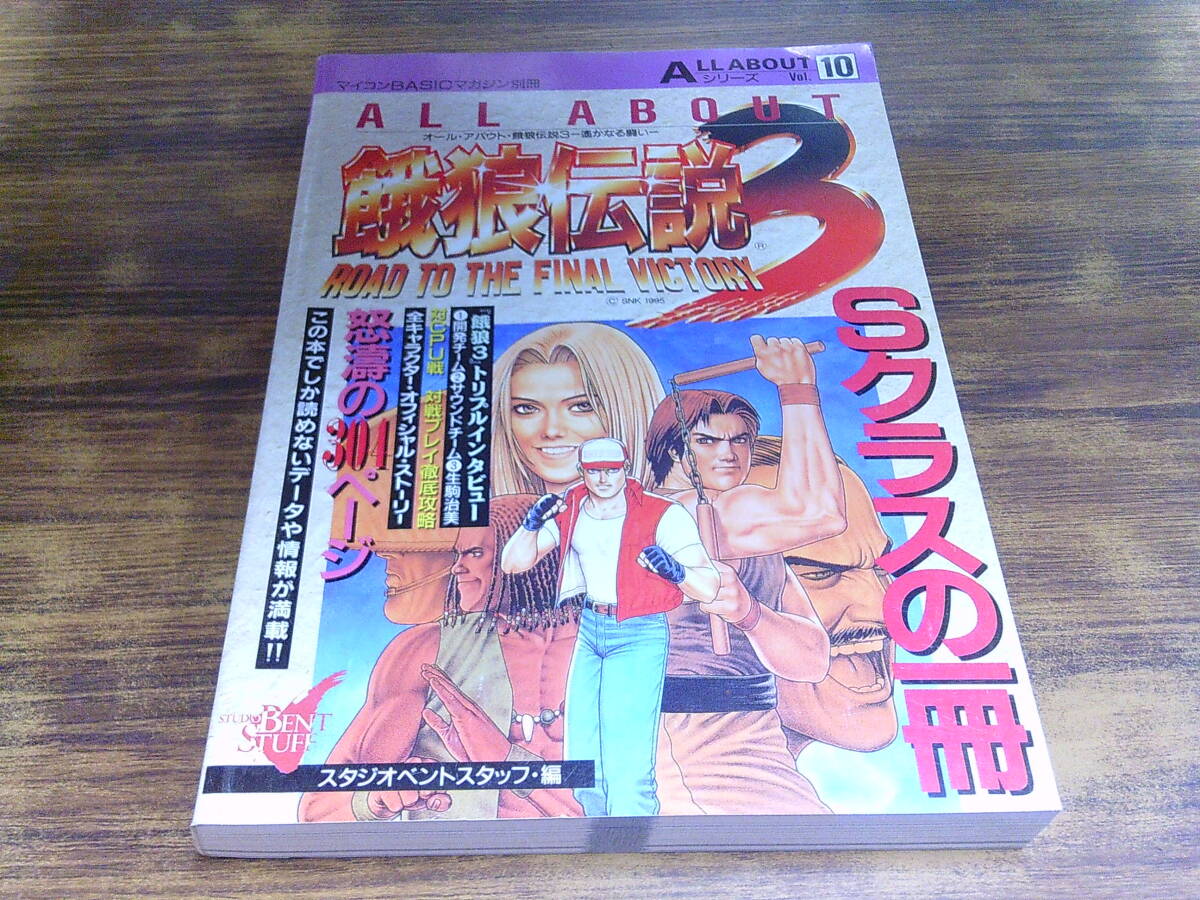 マイコンBASICマガジン別冊
ALL ABOUT
シリーズ Vol. 10
ALL ABOUT
オール・アバウト・餓狼伝説3ー遙かなる闘いー
餓狼伝説3
®
ROAD TO THE FINAL VICTORY
© SNK 1995
Sクラスの一冊
『餓狼3』トリプルインタビュー
❶開発チーム❷サウンドチーム❸生駒治美
対CPU戦 対戦プレイ徹底攻略
全キャラクター・オフィシャル・ストーリー
怒濤の304ページ
この本でしか読めないデータや情報が満載!!
STUDIO BENT STUFF
スタジオベントスタッフ・編